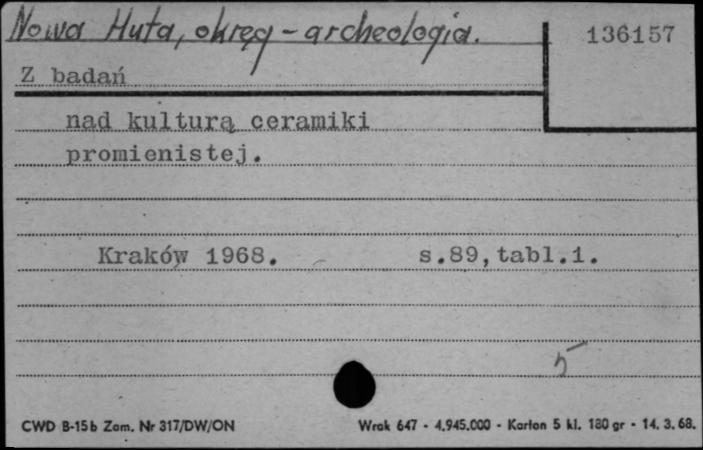 Nowa Huta, okręg - archeologia.
136157
Z badań
nad kulturą ceramiki
promienistej.
Kraków 1968. s.89,tabl.1.
5
CWD B-15b Zam. Nr 317/DW/ON Wrak 647 - 4.945.000 - Karton 5 kl. 180 gr - 14. 3. 68.